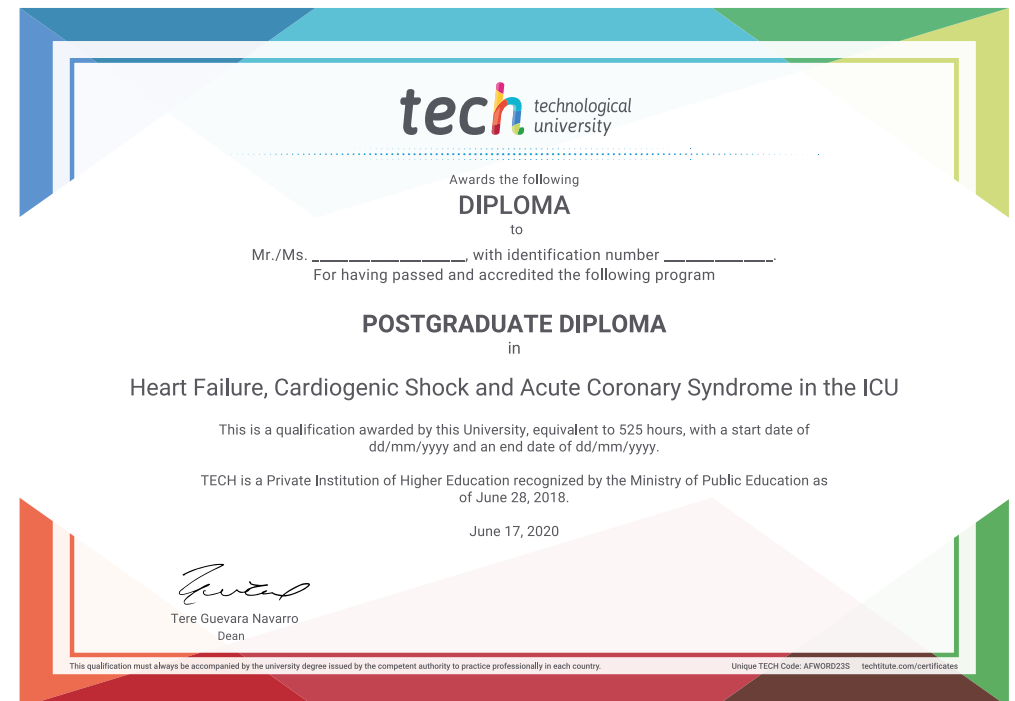 tech technological
university
Awards the following
DIPLOMA
to
Mr./Ms. __________________, with identification number _____________.
For having passed and accredited the following program
POSTGRADUATE DIPLOMA
in
Heart Failure, Cardiogenic Shock and Acute Coronary Syndrome in the ICU
This is a qualification awarded by this University, equivalent to 525 hours, with a start date of
dd/mm/yyyy and an end date of dd/mm/yyyy.
TECH is a Private Institution of Higher Education recognized by the Ministry of Public Education as
of June 28, 2018.
June 17, 2020
Tere Guevara Navarro
Dean
This qualification must always be accompanied by the university degree issued by the competent authority to practice professionally in each country.
Unique TECH Code: AFWORD23S techtitute.com/certificates